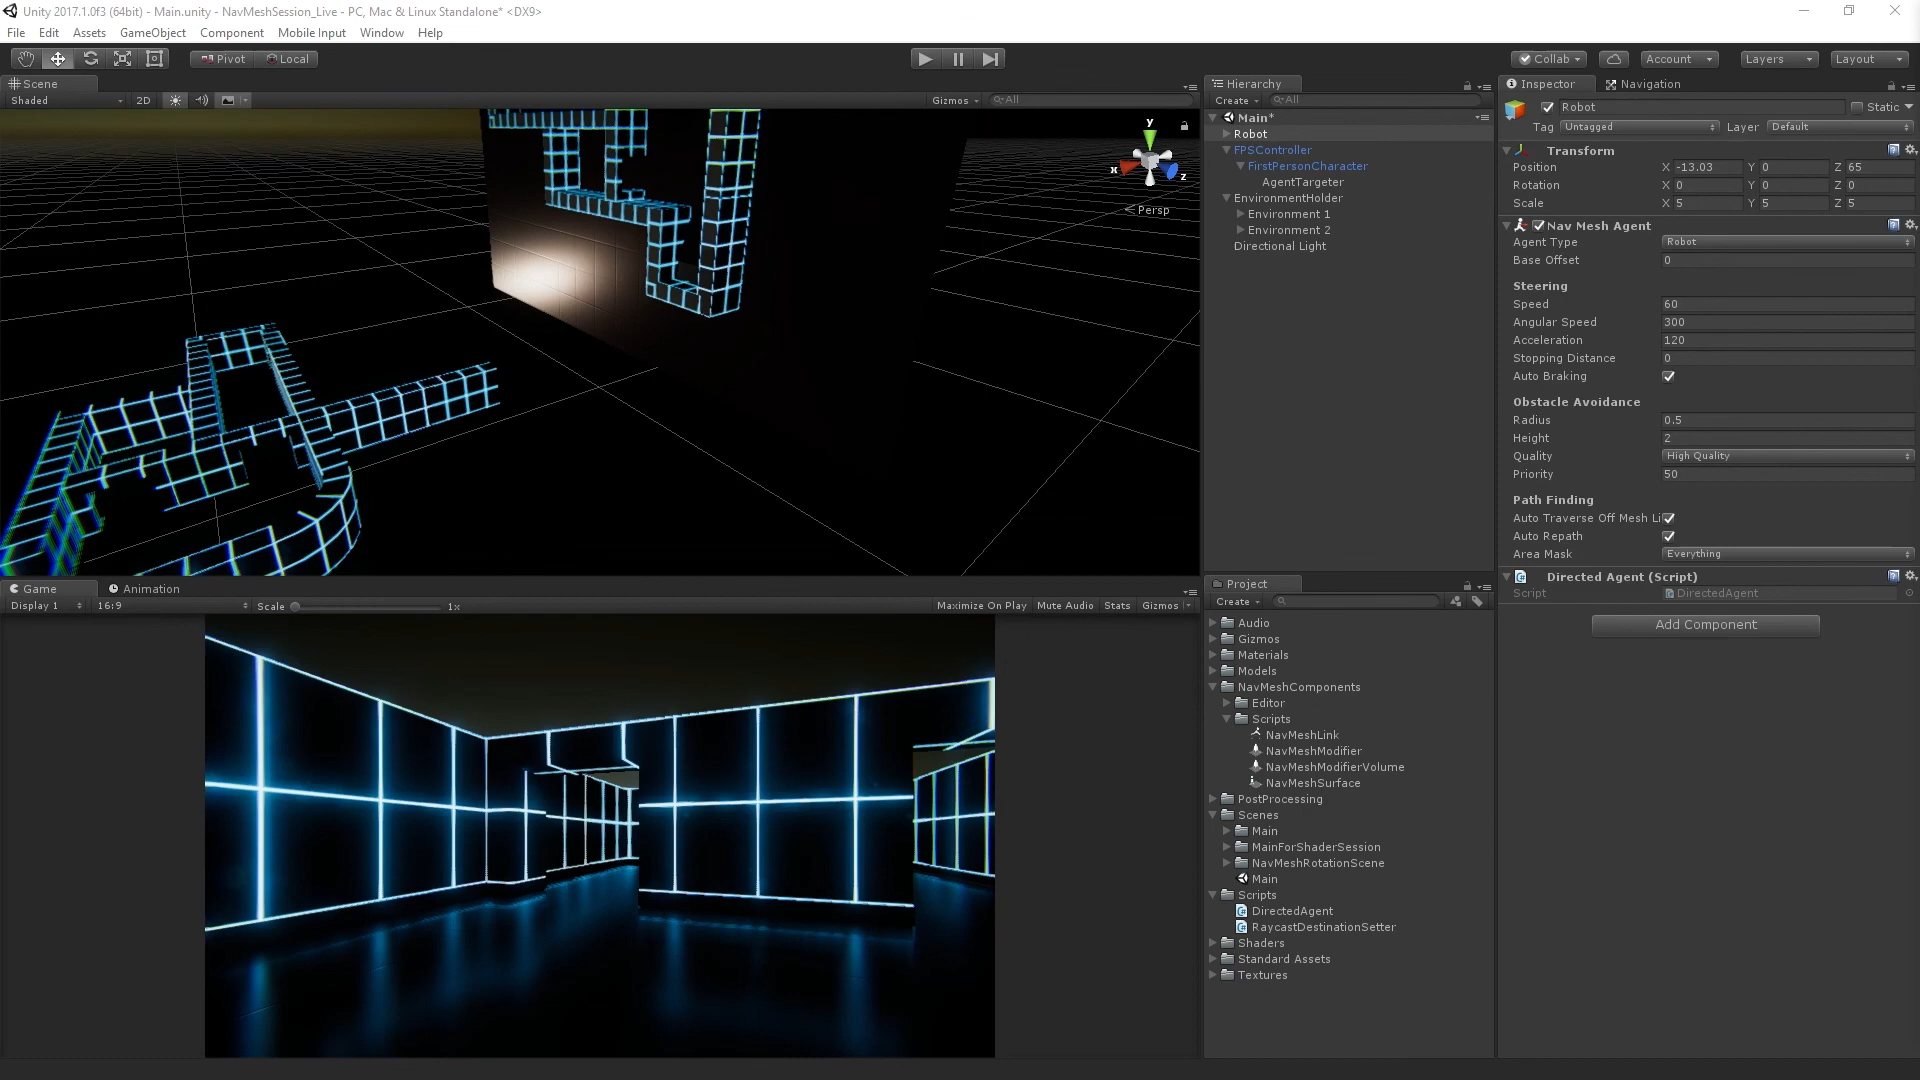 Unity 2017.1.0f3 (64bit) - Main.unity - NavMeshSession_Live - PC, Mac & Linux Standalone* <DX9>
File Edit Assets GameObject Component Mobile Input Window Help
Pivot Local
Collab Account Layers Layout
Scene
Shaded 2D Gizmos All
y
x
z
Persp
Game Animation
Display 1 16:9 Scale 1x Maximize On Play Mute Audio Stats Gizmos
Hierarchy
Create All
Main*
Robot
FPSController
FirstPersonCharacter
AgentTargeter
EnvironmentHolder
Environment 1
Environment 2
Directional Light
Project
Create
Audio
Gizmos
Materials
Models
NavMeshComponents
Editor
Scripts
NavMeshLink
NavMeshModifier
NavMeshModifierVolume
NavMeshSurface
PostProcessing
Scenes
Main
MainForShaderSession
NavMeshRotationScene
Main
Scripts
DirectedAgent
RaycastDestinationSetter
Shaders
Standard Assets
Textures
Inspector Navigation
Robot Static
Tag Untagged Layer Default
Transform
Position X -13.03 Y 0 Z 65
Rotation X 0 Y 0 Z 0
Scale X 5 Y 5 Z 5
Nav Mesh Agent
Agent Type Robot
Base Offset 0
Steering
Speed 60
Angular Speed 300
Acceleration 120
Stopping Distance 0
Auto Braking
Obstacle Avoidance
Radius 0.5
Height 2
Quality High Quality
Priority 50
Path Finding
Auto Traverse Off Mesh Li
Auto Repath
Area Mask Everything
Directed Agent (Script)
Script DirectedAgent
Add Component